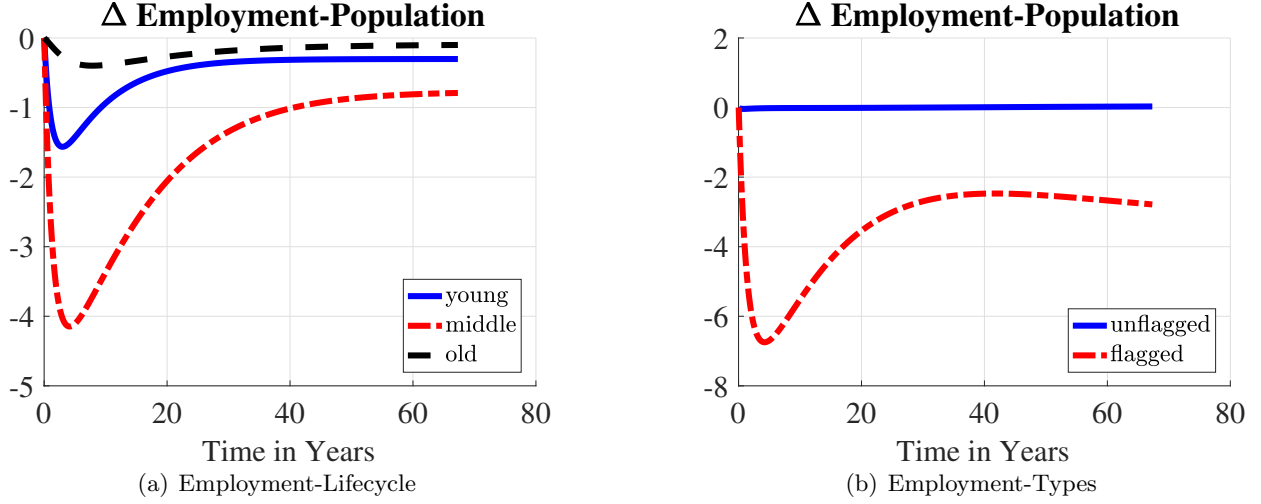 Δ Employment-Population
0
-1
-2
-3
-4
-5
0 20 40 60 80
young
middle
old
Time in Years
(a) Employment-Lifecycle
Δ Employment-Population
2
0
-2
-4
-6
-8
0 20 40 60 80
unflagged
flagged
Time in Years
(b) Employment-Types